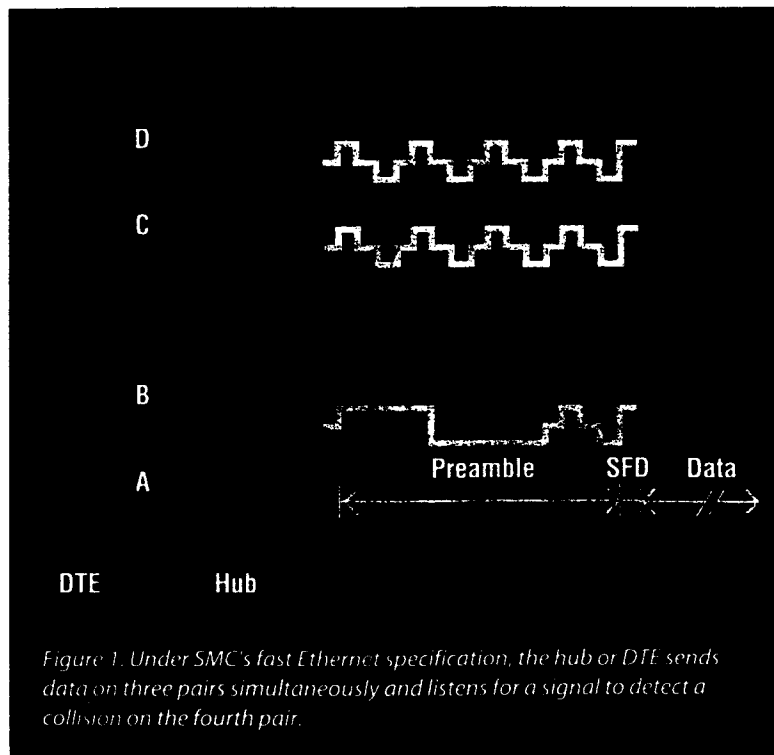 D
C
B
Preamble SFD Data
A
DTE Hub
Figure 1. Under SMC's fast Ethernet specification, the hub or DTE sends
data on three pairs simultaneously and listens for a signal to detect a
collision on the fourth pair.